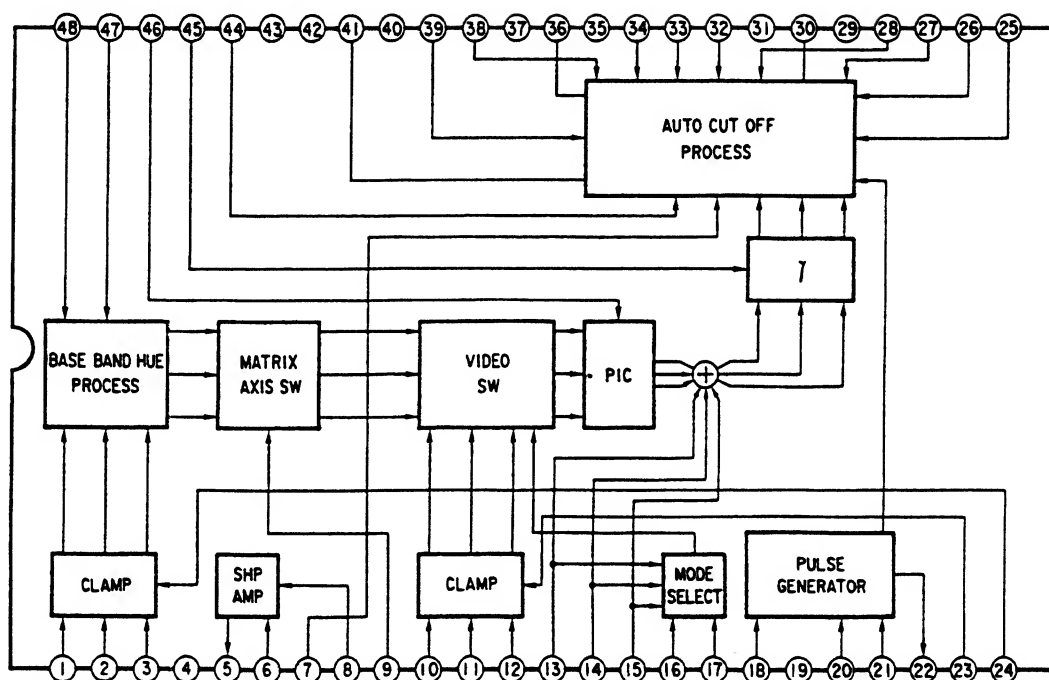 48 47 46 45 44 43 42 41 40 39 38 37 36 35 34 33 32 31 30 29 28 27 26 25
AUTO CUT OFF
PROCESS
γ
BASE BAND HUE
PROCESS
MATRIX
AXIS SW
VIDEO
SW
PIC
+
CLAMP
SHP
AMP
CLAMP
MODE
SELECT
PULSE
GENERATOR
1 2 3 4 5 6 7 8 9 10 11 12 13 14 15 16 17 18 19 20 21 22 23 24